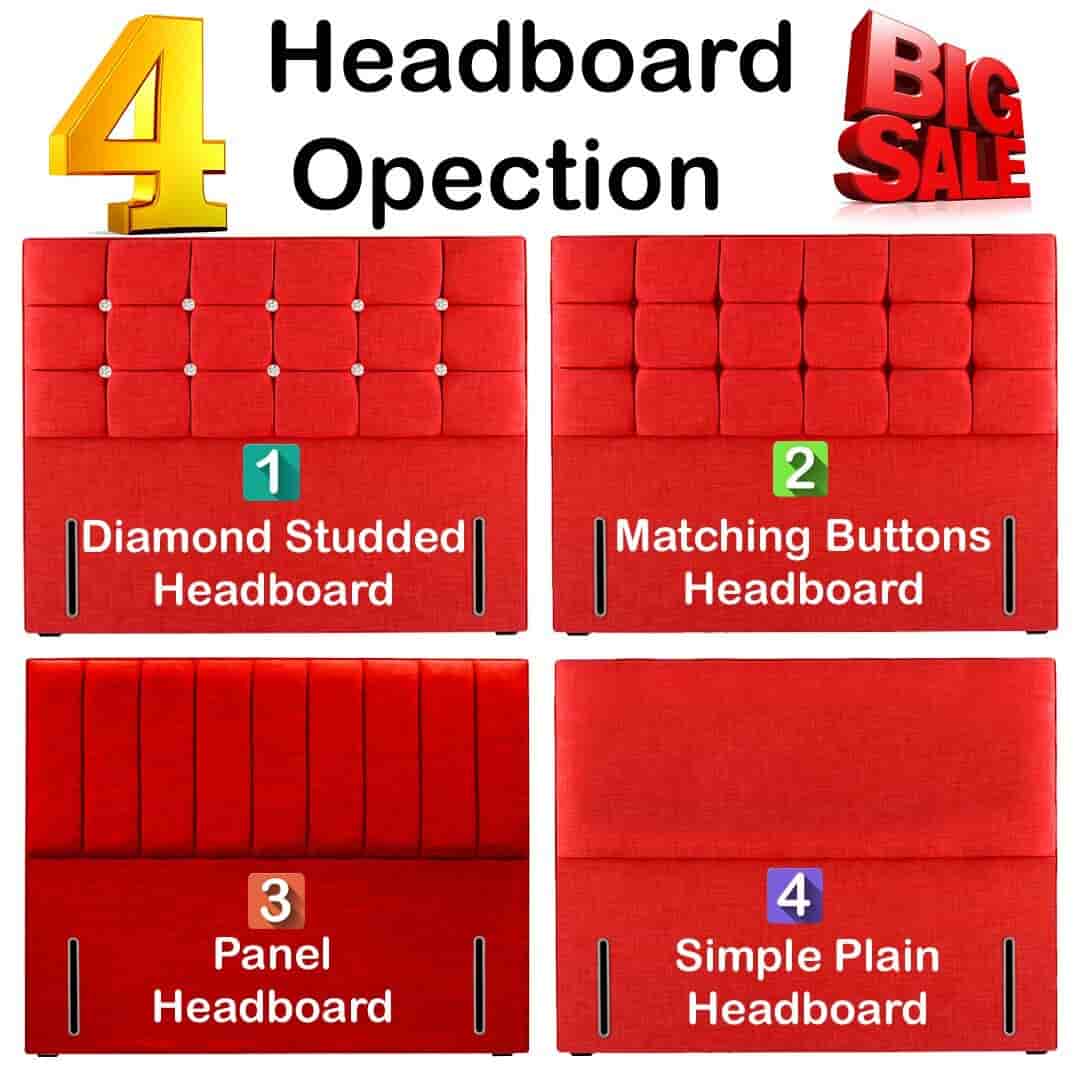 4
Headboard
Opection
BIG
SALE
1
Diamond Studded
Headboard
2
Matching Buttons
Headboard
3
Panel
Headboard
4
Simple Plain
Headboard